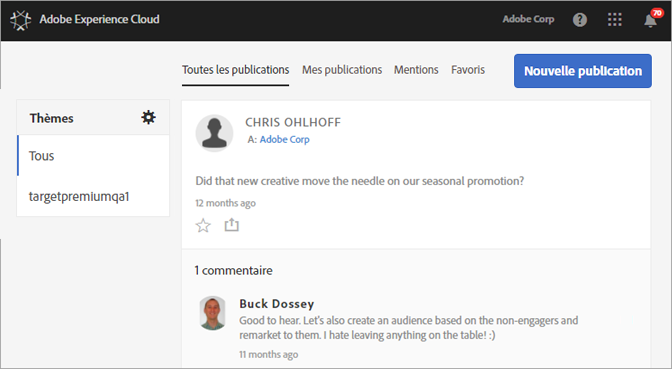 Adobe Experience Cloud
Adobe Corp
?
70
Toutes les publications
Mes publications
Mentions
Favoris
Nouvelle publication
Thèmes
Tous
targetpremiumqa1
CHRIS OHLHOFF
A: Adobe Corp
Did that new creative move the needle on our seasonal promotion?
12 months ago
1 commentaire
Buck Dossey
Good to hear. Let's also create an audience based on the non-engagers and
remarket to them. I hate leaving anything on the table! :)
11 months ago